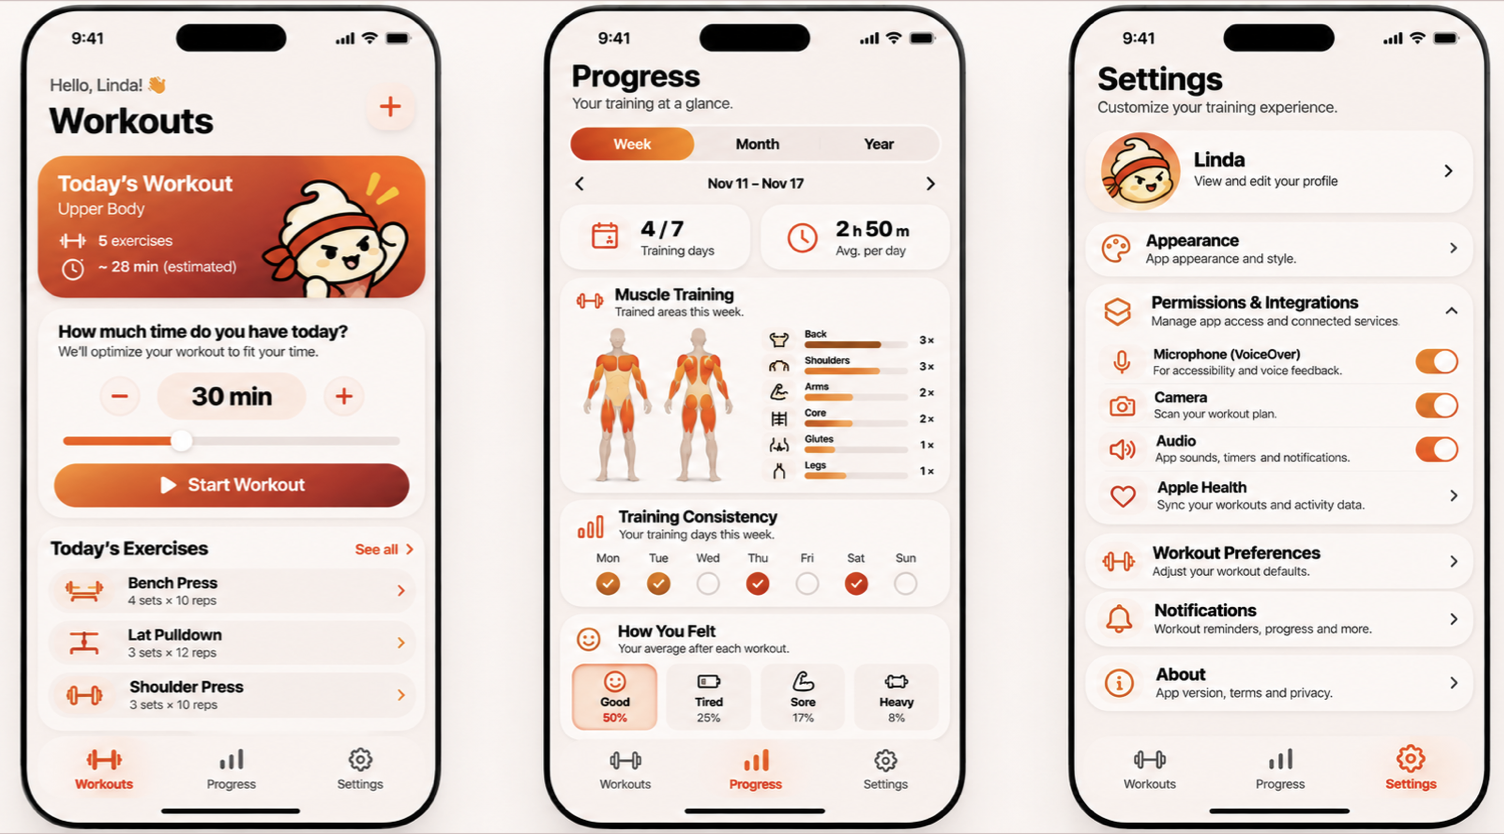 9:41
Hello, Linda! 👋
Workouts
+
Today's Workout
Upper Body
5 exercises
~ 28 min (estimated)
How much time do you have today?
We'll optimize your workout to fit your time.
− 30 min +
Start Workout
Today's Exercises See all >
Bench Press
4 sets × 10 reps
Lat Pulldown
3 sets × 12 reps
Shoulder Press
3 sets × 10 reps
Workouts Progress Settings
9:41
Progress
Your training at a glance.
Week Month Year
< Nov 11 – Nov 17 >
4 / 7
Training days
2 h 50 m
Avg. per day
Muscle Training
Trained areas this week.
Back 3×
Shoulders 3×
Arms 2×
Core 2×
Glutes 1×
Legs 1×
Training Consistency
Your training days this week.
Mon Tue Wed Thu Fri Sat Sun
How You Felt
Your average after each workout.
Good Tired Sore Heavy
50% 25% 17% 8%
Workouts Progress Settings
9:41
Settings
Customize your training experience.
Linda
View and edit your profile
Appearance
App appearance and style.
Permissions & Integrations
Manage app access and connected services
Microphone (VoiceOver)
For accessibility and voice feedback.
Camera
Scan your workout plan.
Audio
App sounds, timers and notifications.
Apple Health
Sync your workouts and activity data.
Workout Preferences
Adjust your workout defaults.
Notifications
Workout reminders, progress and more.
About
App version, terms and privacy.
Workouts Progress Settings